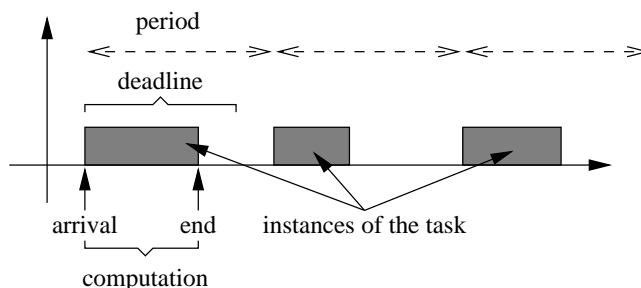 period
deadline
arrival end instances of the task
computation